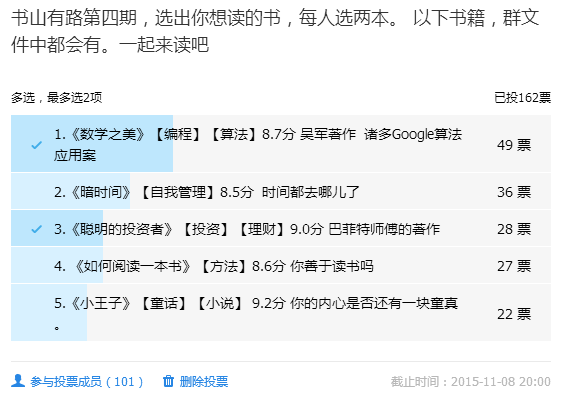 书山有路第四期，选出你想读的书，每人选两本。 以下书籍，群文
件中都会有。一起来读吧
多选，最多选2项
已投162票
1.《数学之美》【编程】【算法】8.7分 吴军著作  诸多Google算法
应用案
49 票
2.《暗时间》【自我管理】8.5分  时间都去哪儿了
36 票
3.《聪明的投资者》【投资】【理财】9.0分 巴菲特师傅的著作
28 票
4. 《如何阅读一本书》【方法】8.6分 你善于读书吗
27 票
5.《小王子》【童话】【小说】 9.2分 你的内心是否还有一块童真
。
22 票
参与投票成员（101）
删除投票
截止时间：2015-11-08 20:00